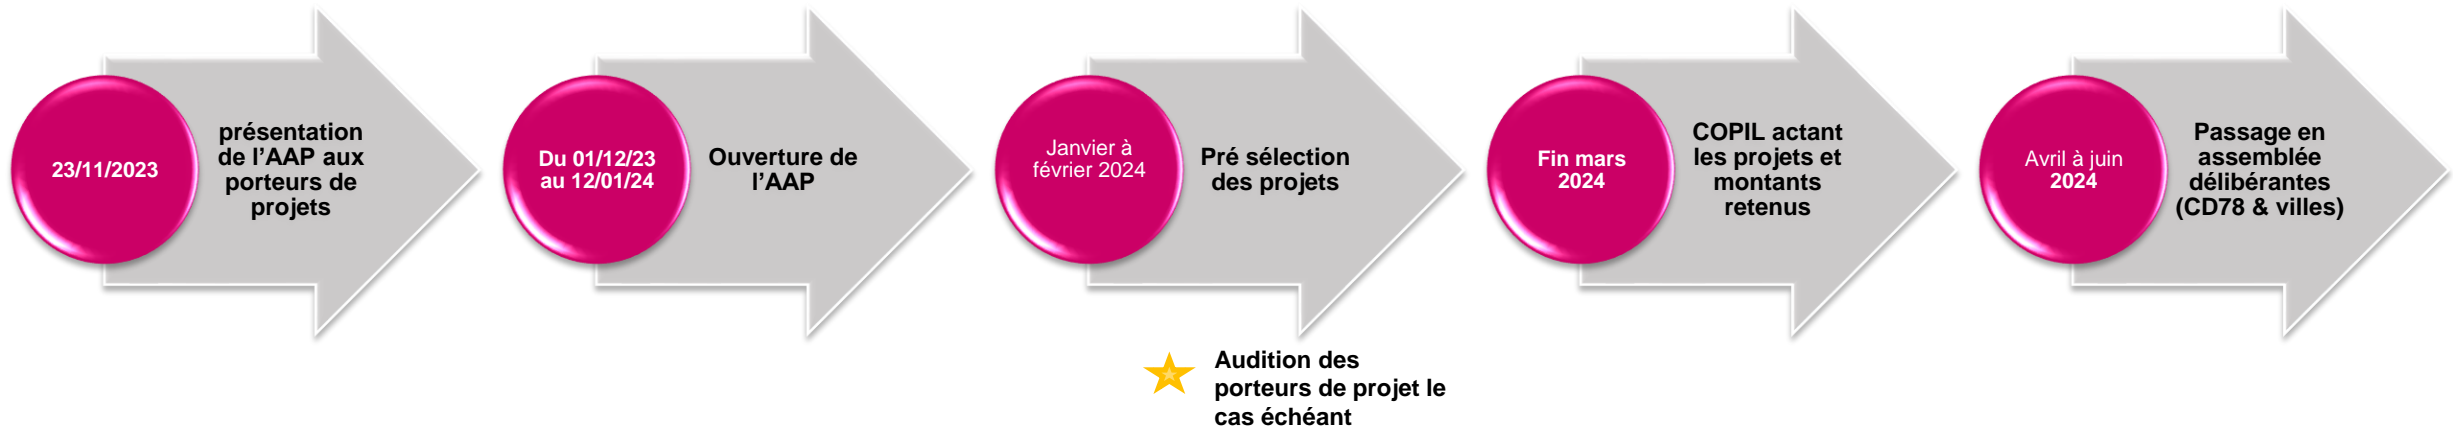 23/11/2023
présentation
de l’AAP aux
porteurs de
projets
Du 01/12/23
au 12/01/24
Ouverture de
l’AAP
Janvier à
février 2024
Pré sélection
des projets
Audition des
porteurs de projet le
cas échéant
Fin mars
2024
COPIL actant
les projets et
montants
retenus
Avril à juin
2024
Passage en
assemblée
délibérantes
(CD78 & villes)